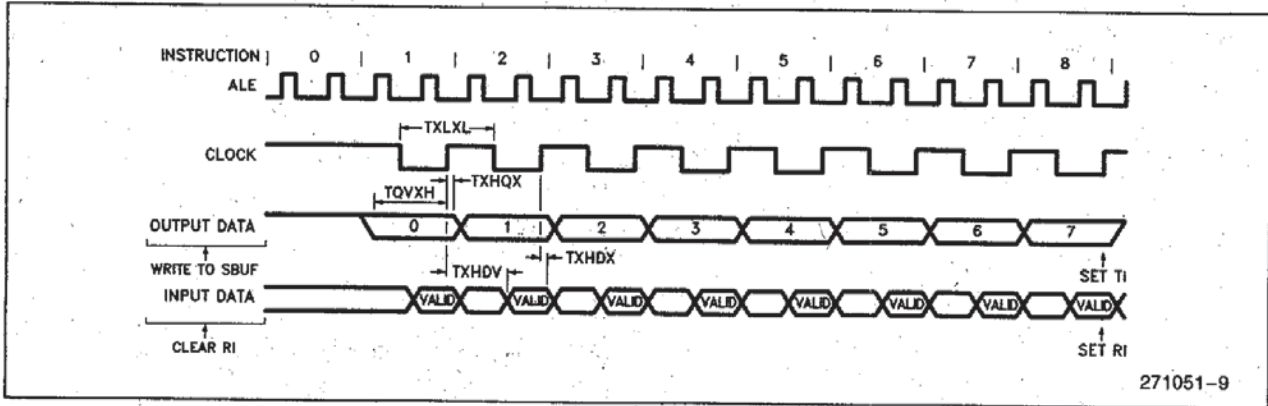 INSTRUCTION | 0 | 1 | 2 | 3 | 4 | 5 | 6 | 7 | 8 |
ALE
TXLXL
CLOCK
TQVXH TXHQX
OUTPUT DATA 0 1 2 3 4 5 6 7
WRITE TO SBUF TXHDV TXHDX SET TI
INPUT DATA VALID VALID VALID VALID VALID VALID VALID VALID
CLEAR RI SET RI
271051-9